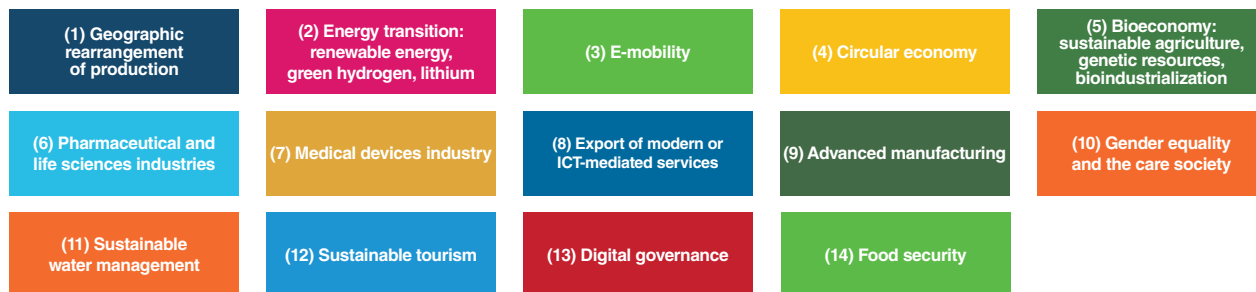 (1) Geographic
rearrangement
of production
(2) Energy transition:
renewable energy,
green hydrogen, lithium
(3) E-mobility
(4) Circular economy
(5) Bioeconomy:
sustainable agriculture,
genetic resources,
bioindustrialization
(6) Pharmaceutical and
life sciences industries
(7) Medical devices industry
(8) Export of modern or
ICT-mediated services
(9) Advanced manufacturing
(10) Gender equality
and the care society
(11) Sustainable
water management
(12) Sustainable tourism
(13) Digital governance
(14) Food security